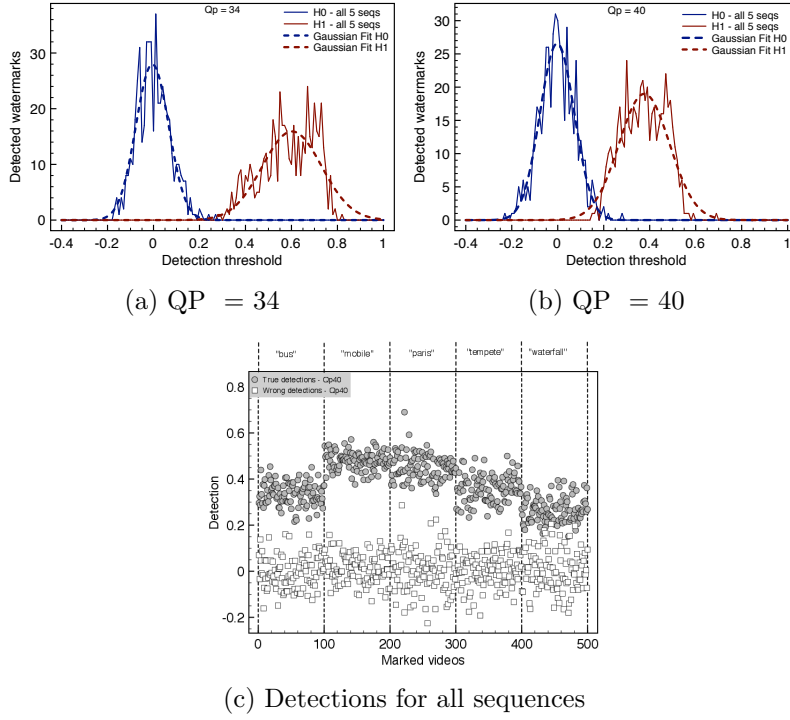 Qp = 34
H0 - all 5 seqs
H1 - all 5 seqs
Gaussian Fit H0
Gaussian Fit H1
Detected watermarks
30
20
10
0
-0.4 -0.2 0 0.2 0.4 0.6 0.8 1
Detection threshold
(a) QP = 34
Qp = 40
H0 - all 5 seqs
H1 - all 5 seqs
Gaussian Fit H0
Gaussian Fit H1
Detected watermarks
30
20
10
0
-0.4 -0.2 0 0.2 0.4 0.6 0.8 1
Detection threshold
(b) QP = 40
"bus" "mobile" "paris" "tempete" "waterfall"
True detections - Qp40
Wrong detections - Qp40
Detection
0.8
0.6
0.4
0.2
0
-0.2
0 100 200 300 400 500
Marked videos
(c) Detections for all sequences